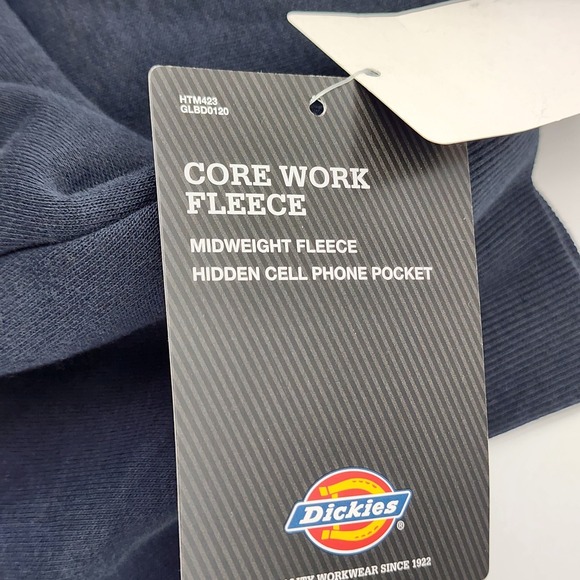 HTM423
GLBD0120
CORE WORK
FLEECE
MIDWEIGHT FLEECE
HIDDEN CELL PHONE POCKET
Dickies®
WORKWEAR SINCE 1922